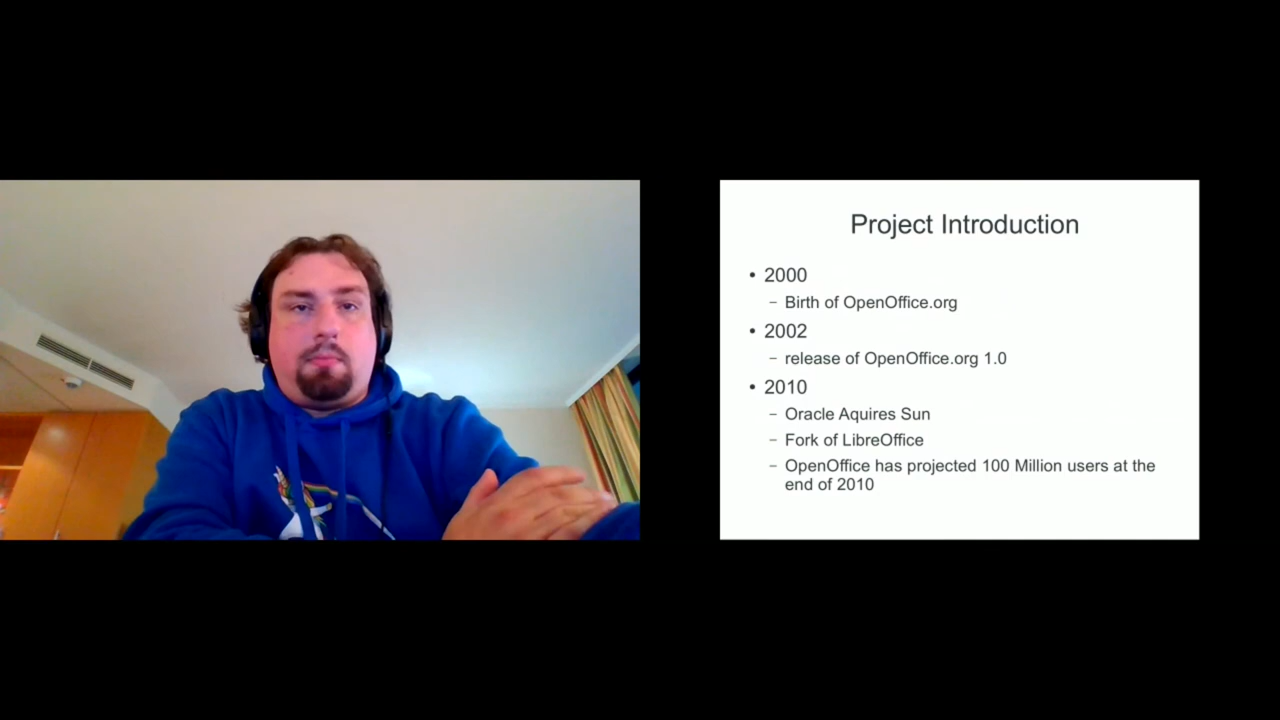 Project Introduction
• 2000
– Birth of OpenOffice.org
• 2002
– release of OpenOffice.org 1.0
• 2010
– Oracle Aquires Sun
– Fork of LibreOffice
– OpenOffice has projected 100 Million users at the
end of 2010